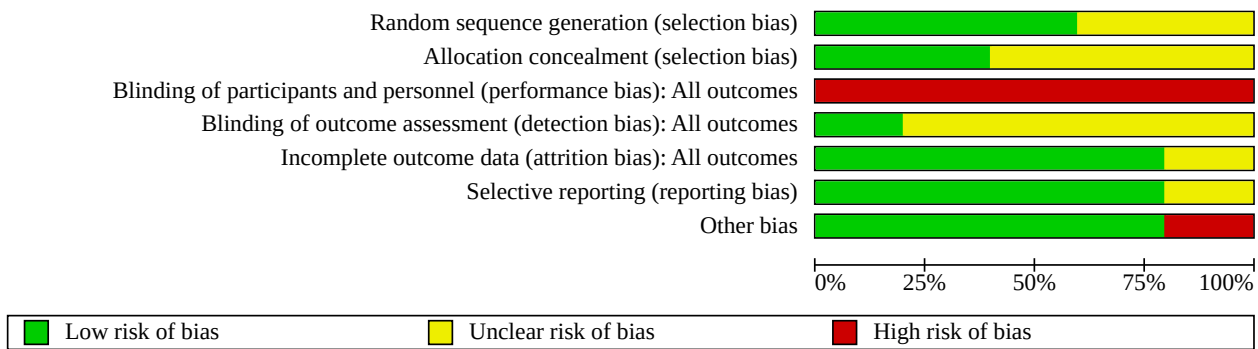 Random sequence generation (selection bias)
Allocation concealment (selection bias)
Blinding of participants and personnel (performance bias): All outcomes
Blinding of outcome assessment (detection bias): All outcomes
Incomplete outcome data (attrition bias): All outcomes
Selective reporting (reporting bias)
Other bias
0% 25% 50% 75% 100%
Low risk of bias Unclear risk of bias High risk of bias